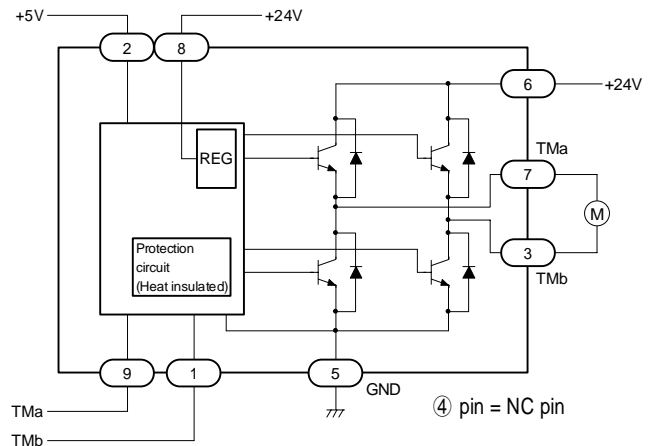 +5V
+24V
2
8
6
+24V
REG
TMa
7
M
Protection
circuit
(Heat insulated)
3
TMb
9
1
5
GND
④ pin = NC pin
TMa
TMb